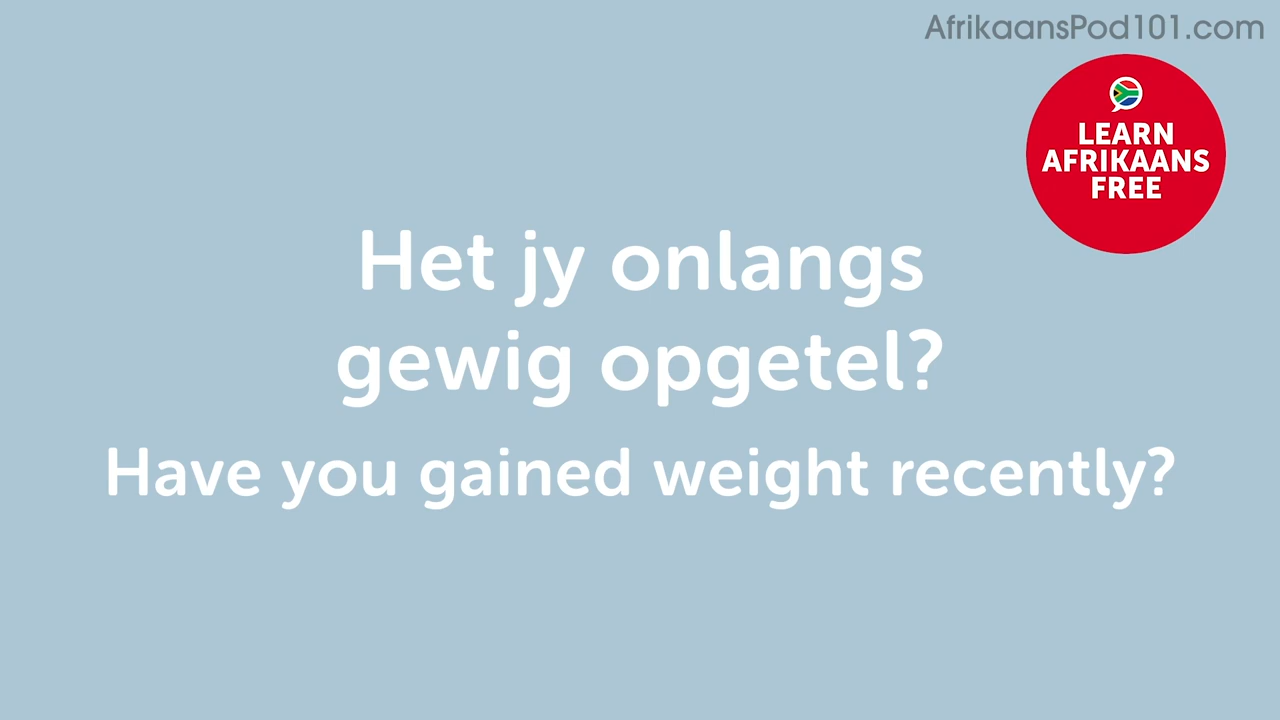 AfrikaansPod101.com
LEARN
AFRIKAANS
FREE
Het jy onlangs
gewig opgetel?
Have you gained weight recently?